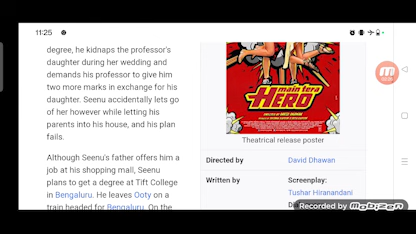 11:25
degree, he kidnaps the professor's
daughter during her wedding and
demands his professor to give him
two more marks in exchange for his
daughter. Seenu accidentally lets go
of her however while letting his
parents into his house, and his plan
fails.
Although Seenu's father offers him a
job at his shopping mall, Seenu
plans to get a degree at Tift College
in Bengaluru. He leaves Ooty on a
train headed for Bengaluru. On the
main tera
HERO
Theatrical release poster
Directed by
David Dhawan
Written by
Screenplay:
Tushar Hiranandani
Recorded by MOBIZEN